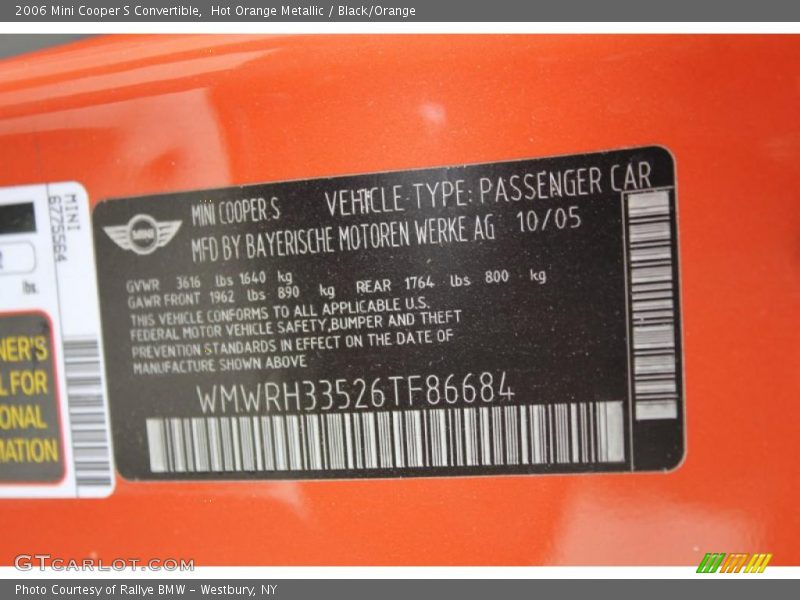 2006 Mini Cooper S Convertible,  Hot Orange Metallic / Black/Orange
MINI
6775564
lbs.
NER'S
L FOR
ONAL
MATION
MINI
MINI COOPER S
VEHICLE TYPE: PASSENGER CAR
MFD BY BAYERISCHE MOTOREN WERKE AG 10/05
GVWR 3616 lbs 1640 kg
GAWR FRONT 1962 lbs 890 kg REAR 1764 lbs 800 kg
THIS VEHICLE CONFORMS TO ALL APPLICABLE U.S.
FEDERAL MOTOR VEHICLE SAFETY,BUMPER AND THEFT
PREVENTION STANDARDS IN EFFECT ON THE DATE OF
MANUFACTURE SHOWN ABOVE
WMWRH33526TF86684
GTCARLOT.COM
Photo Courtesy of Rallye BMW - Westbury, NY